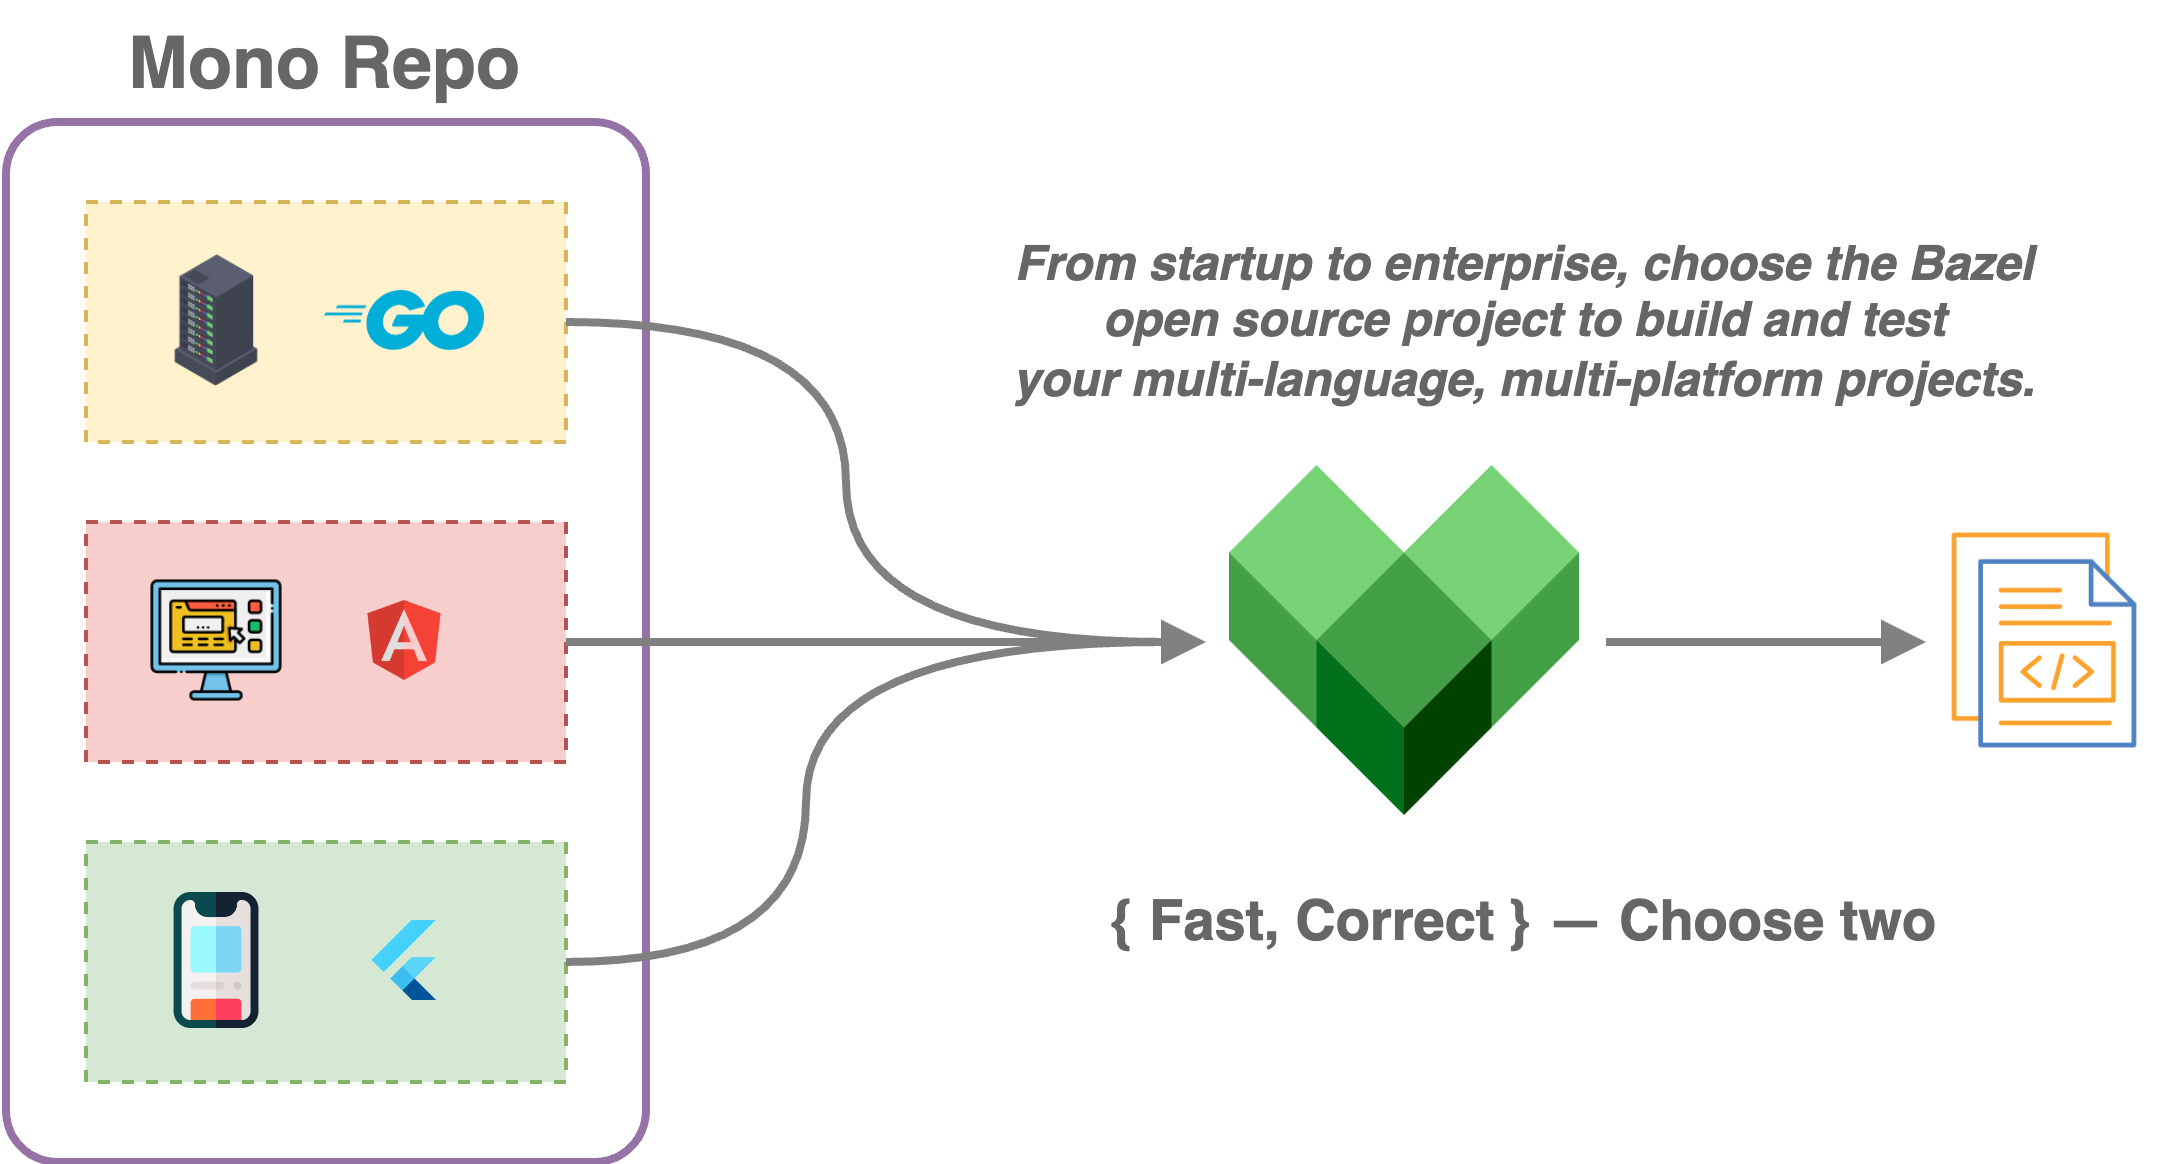 Mono Repo
GO
From startup to enterprise, choose the Bazel
open source project to build and test
your multi-language, multi-platform projects.
A
</>
{ Fast, Correct } — Choose two